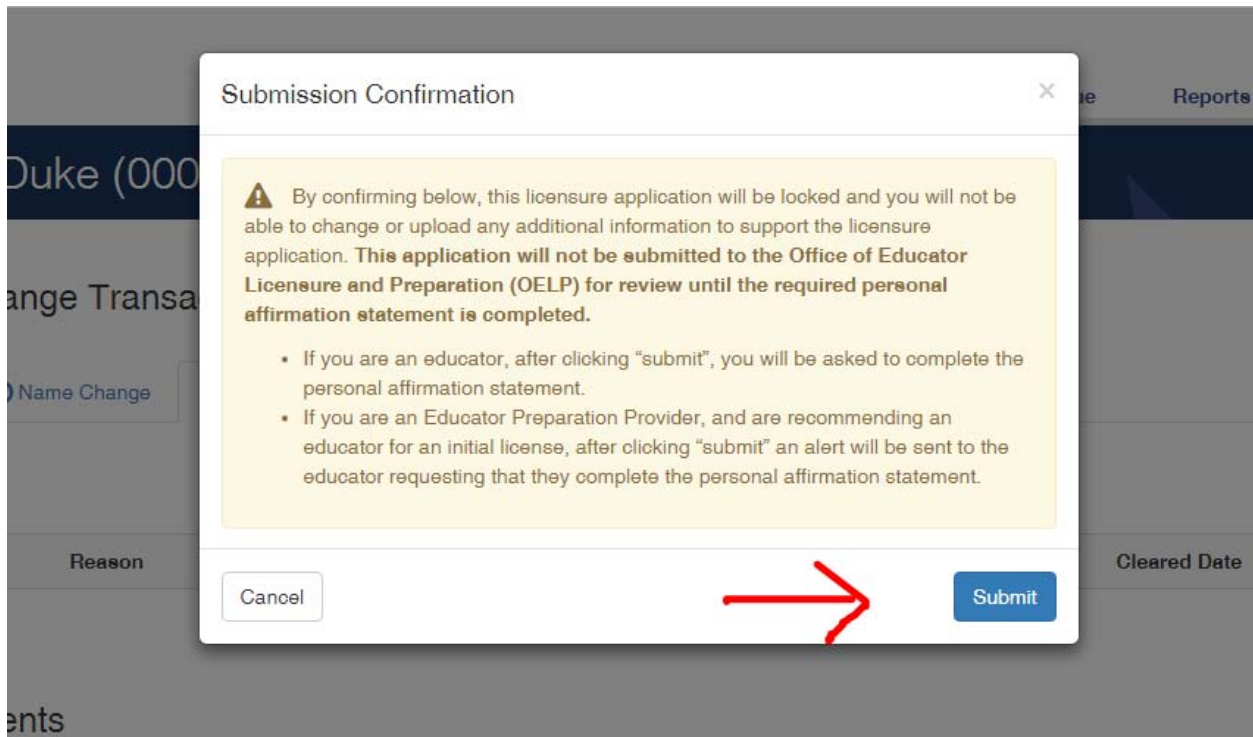 Submission Confirmation ×
ue Reports
Duke (000
By confirming below, this licensure application will be locked and you will not be
able to change or upload any additional information to support the licensure
application. This application will not be submitted to the Office of Educator
Licensure and Preparation (OELP) for review until the required personal
affirmation statement is completed.
ange Transa
• If you are an educator, after clicking “submit”, you will be asked to complete the
personal affirmation statement.
Name Change
• If you are an Educator Preparation Provider, and are recommending an
educator for an initial license, after clicking “submit” an alert will be sent to the
educator requesting that they complete the personal affirmation statement.
Reason Cleared Date
Cancel Submit
ents